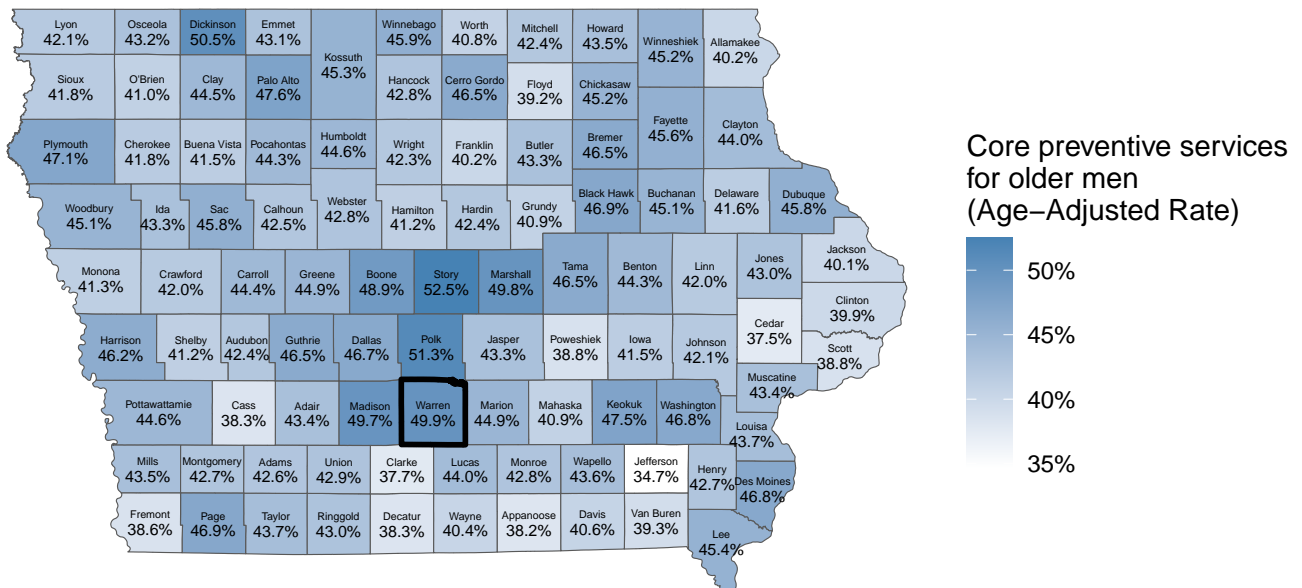 Lyon
42.1%
Osceola
43.2%
Dickinson
50.5%
Emmet
43.1%
Kossuth
45.3%
Winnebago
45.9%
Worth
40.8%
Mitchell
42.4%
Howard
43.5%
Winneshiek
45.2%
Allamakee
40.2%
Sioux
41.8%
O'Brien
41.0%
Clay
44.5%
Palo Alto
47.6%
Hancock
42.8%
Cerro Gordo
46.5%
Floyd
39.2%
Chickasaw
45.2%
Plymouth
47.1%
Cherokee
41.8%
Buena Vista
41.5%
Pocahontas
44.3%
Humboldt
44.6%
Wright
42.3%
Franklin
40.2%
Butler
43.3%
Bremer
46.5%
Fayette
45.6%
Clayton
44.0%
Woodbury
45.1%
Ida
43.3%
Sac
45.8%
Calhoun
42.5%
Webster
42.8%
Hamilton
41.2%
Hardin
42.4%
Grundy
40.9%
Black Hawk
46.9%
Buchanan
45.1%
Delaware
41.6%
Dubuque
45.8%
Monona
41.3%
Crawford
42.0%
Carroll
44.4%
Greene
44.9%
Boone
48.9%
Story
52.5%
Marshall
49.8%
Tama
46.5%
Benton
44.3%
Linn
42.0%
Jones
43.0%
Jackson
40.1%
Clinton
39.9%
Harrison
46.2%
Shelby
41.2%
Audubon
42.4%
Guthrie
46.5%
Dallas
46.7%
Polk
51.3%
Jasper
43.3%
Poweshiek
38.8%
Iowa
41.5%
Johnson
42.1%
Cedar
37.5%
Scott
38.8%
Muscatine
43.4%
Pottawattamie
44.6%
Cass
38.3%
Adair
43.4%
Madison
49.7%
Warren
49.9%
Marion
44.9%
Mahaska
40.9%
Keokuk
47.5%
Washington
46.8%
Louisa
43.7%
Mills
43.5%
Montgomery
42.7%
Adams
42.6%
Union
42.9%
Clarke
37.7%
Lucas
44.0%
Monroe
42.8%
Wapello
43.6%
Jefferson
34.7%
Henry
42.7%
Des Moines
46.8%
Fremont
38.6%
Page
46.9%
Taylor
43.7%
Ringgold
43.0%
Decatur
38.3%
Wayne
40.4%
Appanoose
38.2%
Davis
40.6%
Van Buren
39.3%
Lee
45.4%
Core preventive services
for older men
(Age−Adjusted Rate)
50%
45%
40%
35%